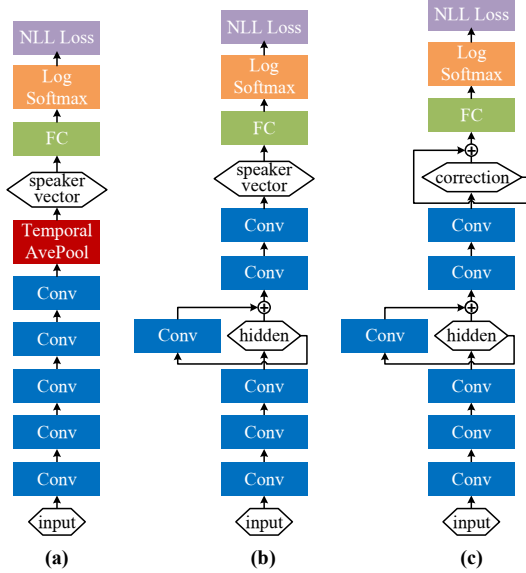 NLL Loss
Log
Softmax
FC
speaker
vector
Temporal
AvePool
Conv
Conv
Conv
Conv
Conv
input
(a)
NLL Loss
Log
Softmax
FC
speaker
vector
Conv
Conv
Conv
hidden
Conv
Conv
Conv
input
(b)
NLL Loss
Log
Softmax
FC
correction
Conv
Conv
Conv
hidden
Conv
Conv
Conv
input
(c)